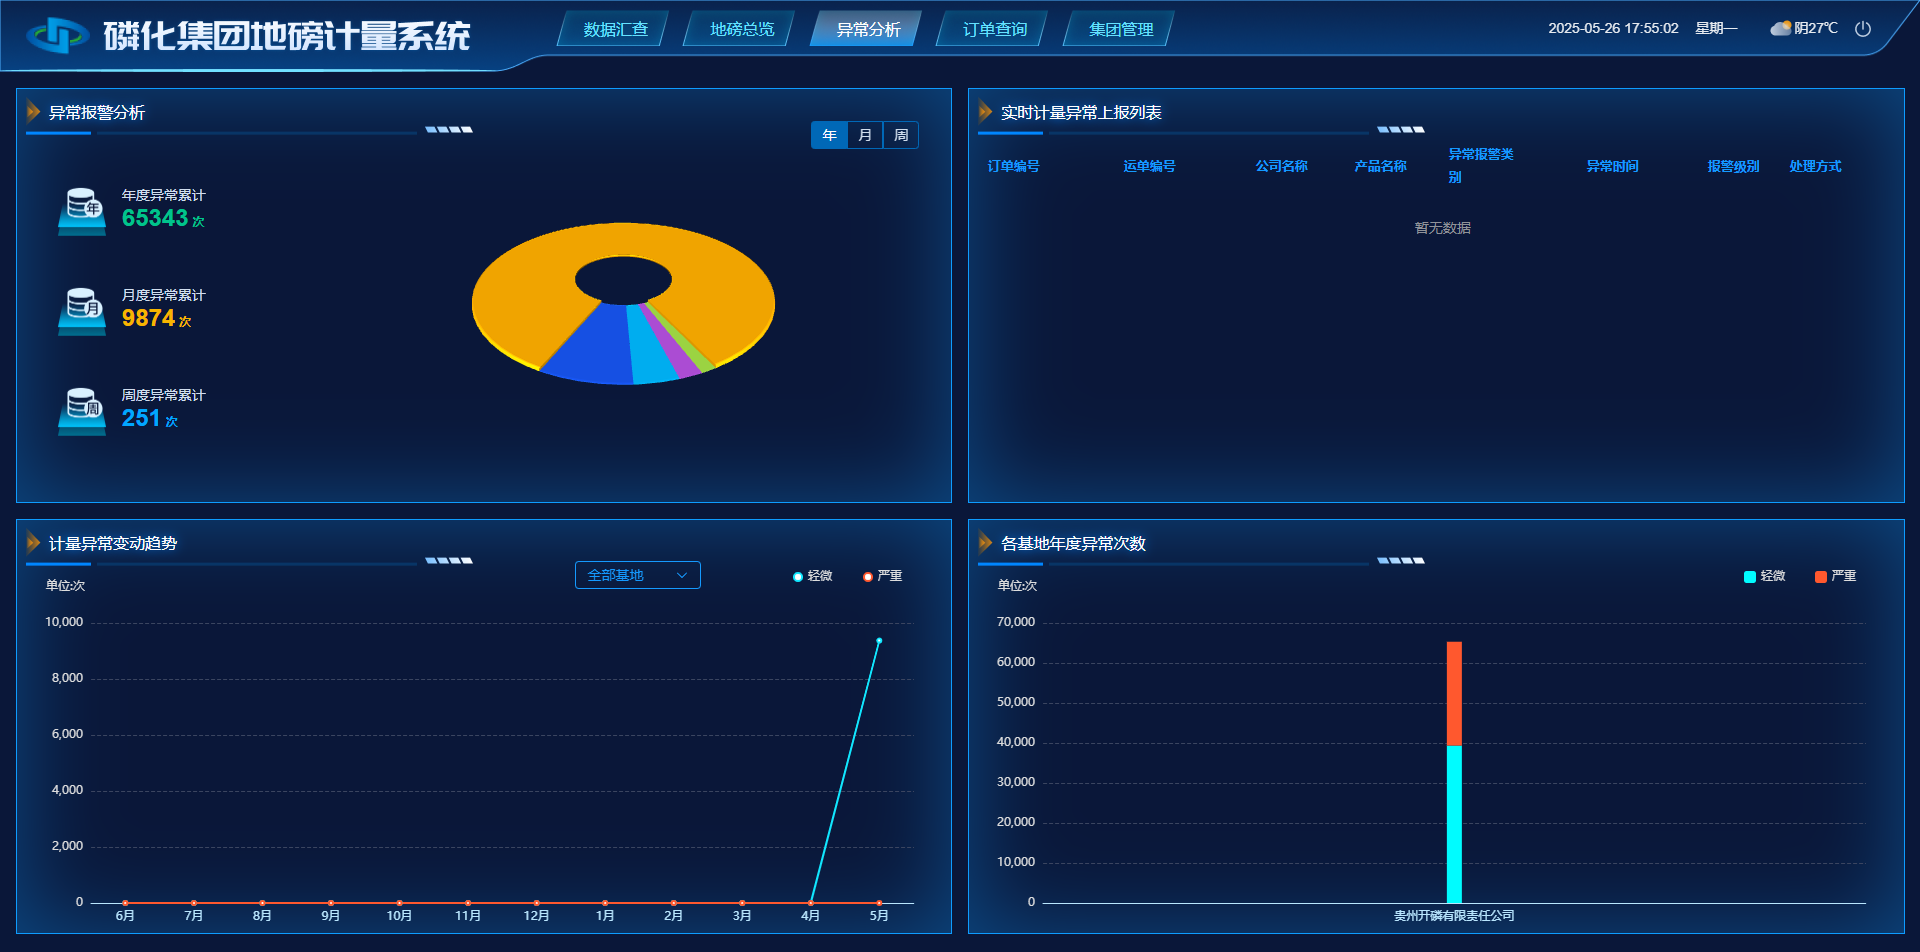 磷化集团地磅计量系统
数据汇查
地磅总览
异常分析
订单查询
集团管理
2025-05-26 17:55:02 星期一
阴27℃
异常报警分析
年 月 周
年度异常累计
65343 次
月度异常累计
9874 次
周度异常累计
251 次
年
月
周
实时计量异常上报列表
订单编号 运单编号 公司名称 产品名称 异常报警类别 异常时间 报警级别 处理方式
暂无数据
计量异常变动趋势
单位:次
全部基地
轻微 严重
10,000
8,000
6,000
4,000
2,000
0
6月 7月 8月 9月 10月 11月 12月 1月 2月 3月 4月 5月
各基地年度异常次数
单位:次
轻微 严重
70,000
60,000
50,000
40,000
30,000
20,000
10,000
0
贵州开磷有限责任公司